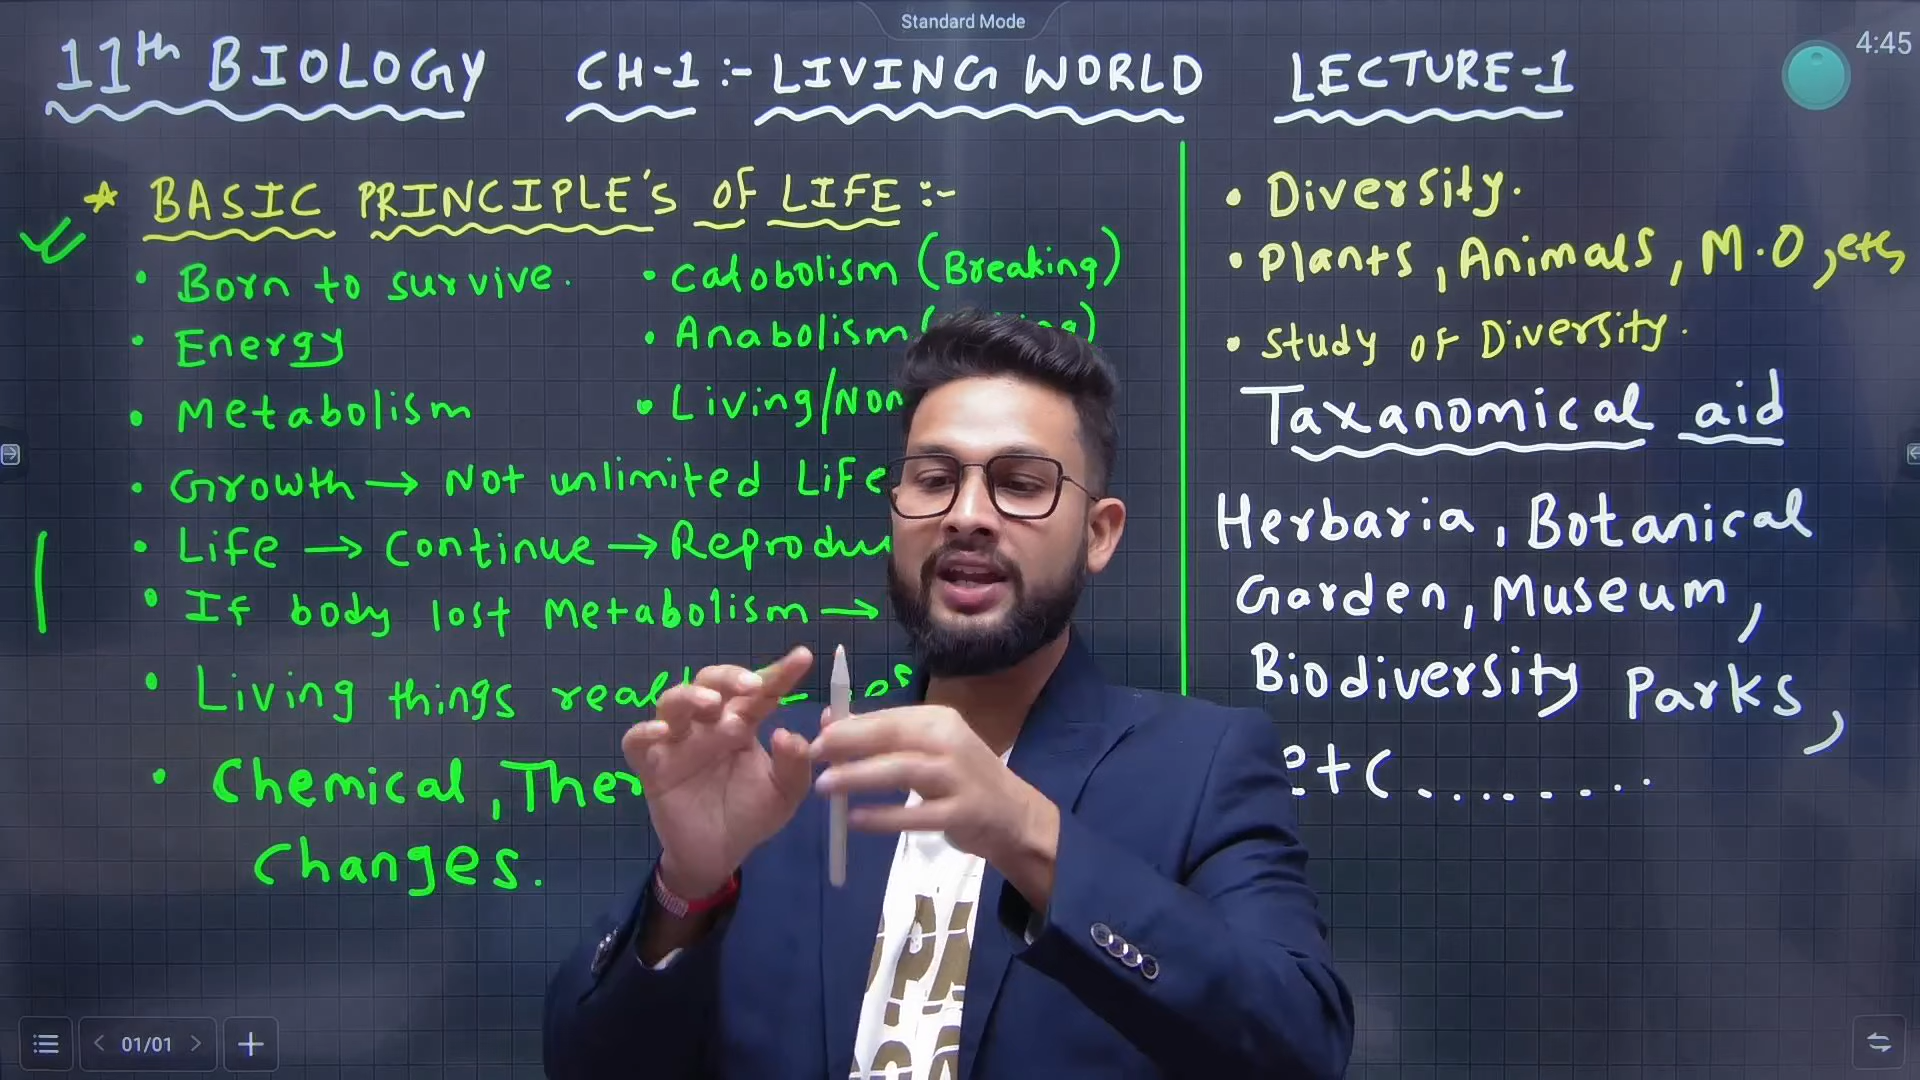 Standard Mode
4:45
11th BIOLOGY CH-1 :- LIVING WORLD LECTURE-1
* BASIC PRINCIPLE'S OF LIFE :-
• Born to survive.
• Energy
• Metabolism
• Catobolism (Breaking)
• Anabolism (
• Living/Non
• Growth → Not unlimited Life
• Life → Continue →
• If body lost Metabolism →
• Living things
• Chemical,
Changes.
• Diversity.
• Plants, Animals, M.O, etc
• Study of Diversity.
Taxanomical aid
Herbaria, Botanical
Garden, Museum,
Biodiversity Parks,
etc ........
01/01